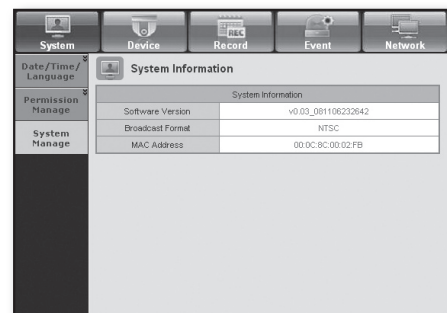 System Device Record Event Network
REC
Date/Time/
Language
Permission
Manage
System
Manage
System Information
System Information
Software Version v0.03_081106232642
Broadcast Format NTSC
MAC Address 00:0C:8C:00:02:FB